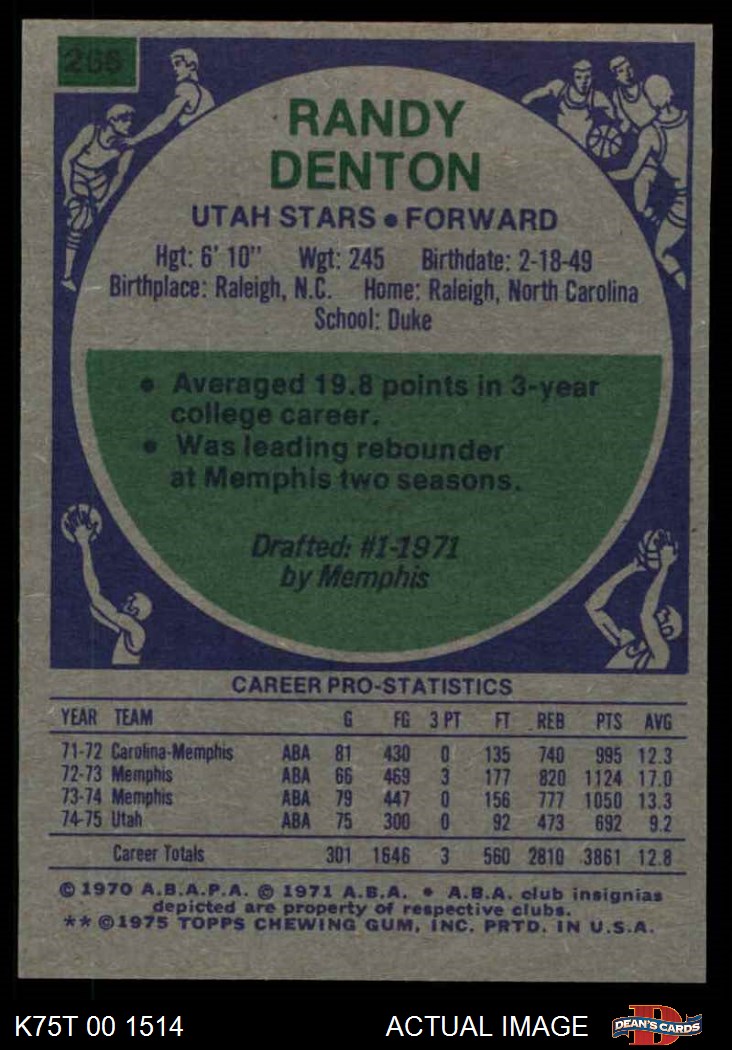 266
RANDY
DENTON
UTAH STARS • FORWARD
Hgt: 6' 10" Wgt: 245 Birthdate: 2-18-49
Birthplace: Raleigh, N.C. Home: Raleigh, North Carolina
School: Duke
• Averaged 19.8 points in 3-year
college career.
• Was leading rebounder
at Memphis two seasons.
Drafted: #1-1971
by Memphis
CAREER PRO-STATISTICS
YEAR TEAM G FG 3 PT FT REB PTS AVG
71-72 Carolina-Memphis ABA 81 430 0 135 740 995 12.3
72-73 Memphis ABA 66 469 3 177 820 1124 17.0
73-74 Memphis ABA 79 447 0 156 777 1050 13.3
74-75 Utah ABA 75 300 0 92 473 692 9.2
Career Totals 301 1646 3 560 2810 3861 12.8
© 1970 A.B.A.P.A. © 1971 A.B.A. • A.B.A. club insignias
depicted are property of respective clubs.
** © 1975 TOPPS CHEWING GUM, INC. PRTD. IN U.S.A.
K75T 00 1514 ACTUAL IMAGE D DEAN'S CARDS